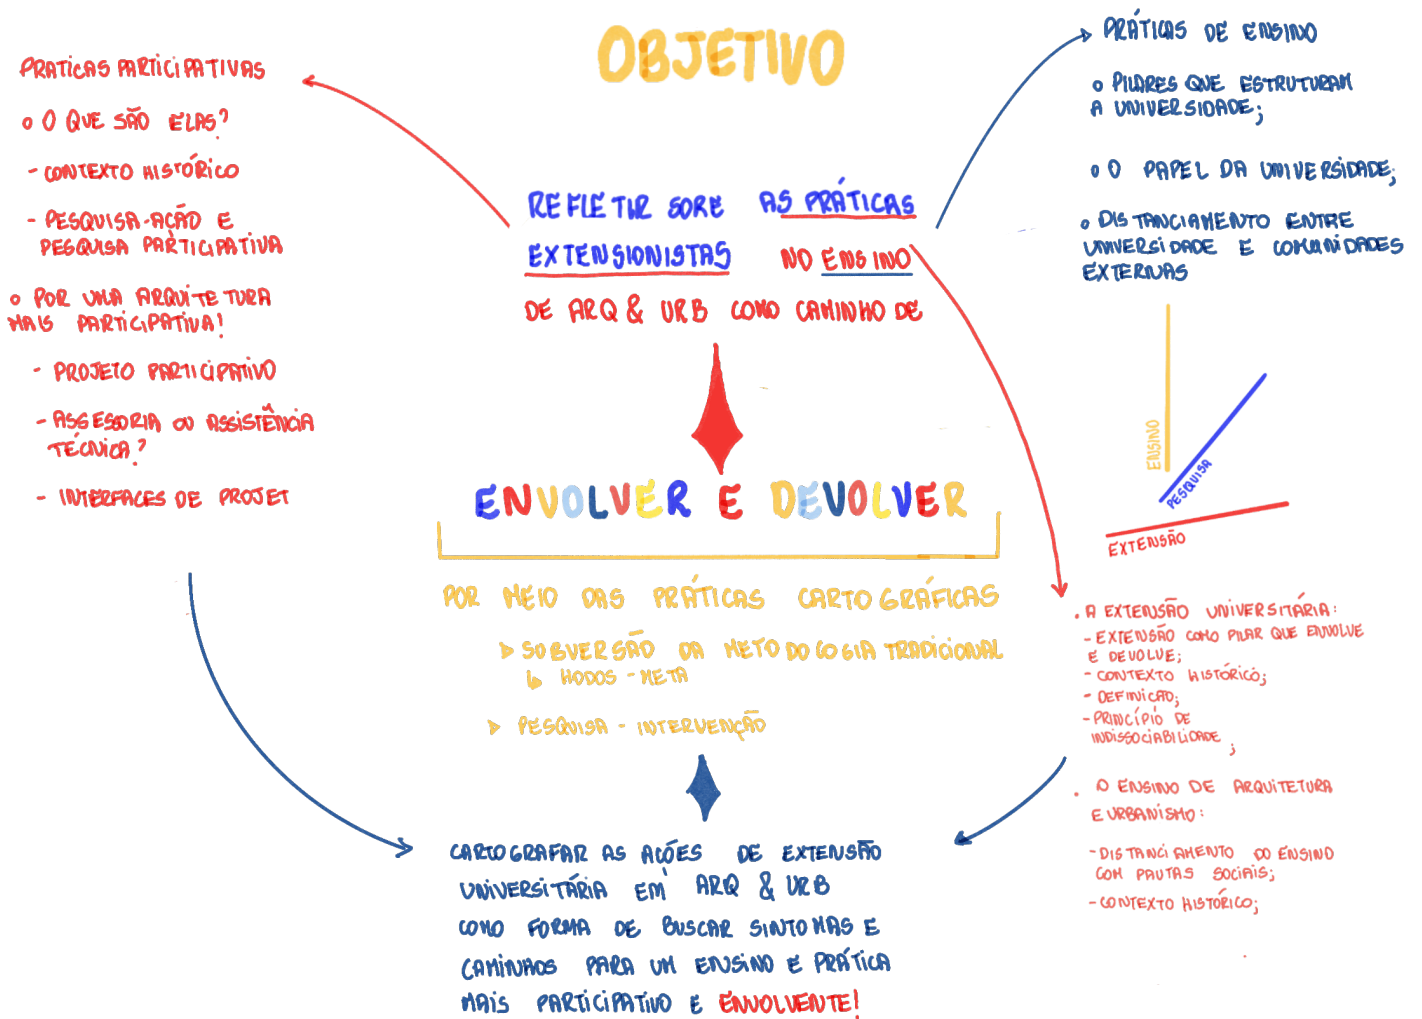 OBJETIVO
PRATICAS PARTICIPATIVAS
o O QUE SÃO ELAS?
- CONTEXTO HISTÓRICO
- PESQUISA-AÇÃO E
PESQUISA PARTICIPATIVA
o POR UMA ARQUITETURA
MAIS PARTICIPATIVA!
- PROJETO PARTICIPATIVO
- ASSESSORIA OU ASSISTÊNCIA
TÉCNICA?
- INTERFACES DE PROJET
REFLETIR SORE AS PRÁTICAS
EXTENSIONISTAS NO ENSINO
DE ARQ & URB COMO CAMINHO DE
ENVOLVER E DEVOLVER
POR MEIO DAS PRÁTICAS CARTOGRÁFICAS
▷ SUBVERSÃO DA METODOLOGIA TRADICIONAL
↳ HODOS - META
▷ PESQUISA - INTERVENÇÃO
CARTOGRAFAR AS AÇÕES DE EXTENSÃO
UNIVERSITÁRIA EM ARQ & URB
COMO FORMA DE BUSCAR SINTOMAS E
CAMINHOS PARA UM ENSINO E PRÁTICA
MAIS PARTICIPATIVO E ENVOLVENTE!
PRÁTICAS DE ENSINO
o PILARES QUE ESTRUTURAM
A UNIVERSIDADE;
o O PAPEL DA UNIVERSIDADE;
o DISTANCIAMENTO ENTRE
UNIVERSIDADE E COMUNIDADES
EXTERNAS
ENSINO
PESQUISA
EXTENSÃO
. A EXTENSÃO UNIVERSITÁRIA:
- EXTENSÃO COMO PILAR QUE ENVOLVE
E DEVOLVE;
- CONTEXTO HISTÓRICO;
- DEFINICÃO;
- PRINCÍPIO DE
INDISSOCIABILIDADE;
. O ENSINO DE ARQUITETURA
E URBANISMO:
- DISTANCIAMENTO DO ENSINO
COM PAUTAS SOCIAIS;
- CONTEXTO HISTÓRICO;